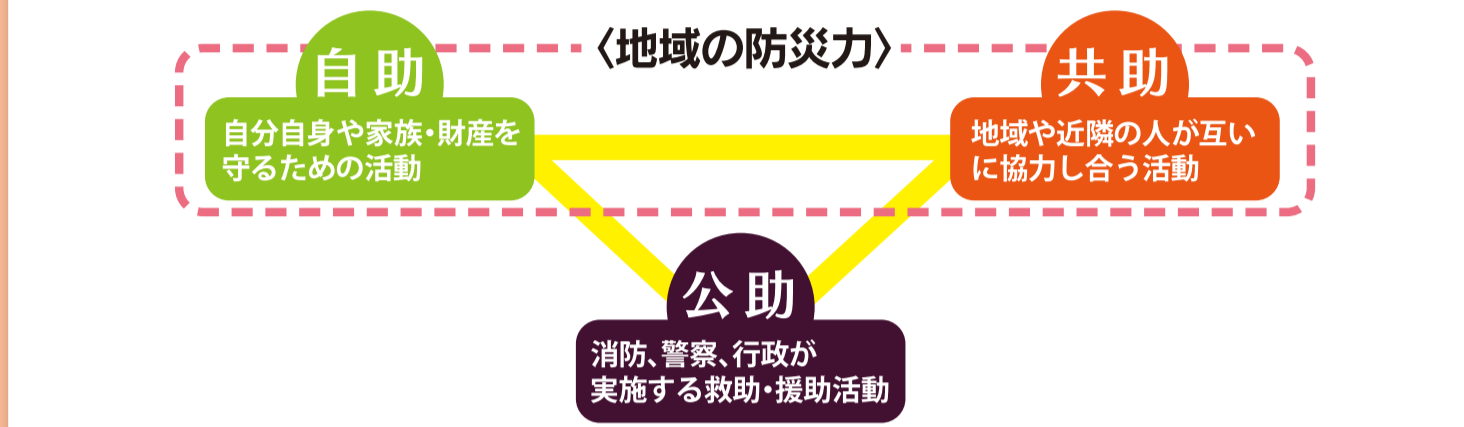 〈地域の防災力〉
自助
自分自身や家族・財産を
守るための活動
共助
地域や近隣の人が互い
に協力し合う活動
公助
消防、警察、行政が
実施する救助・援助活動